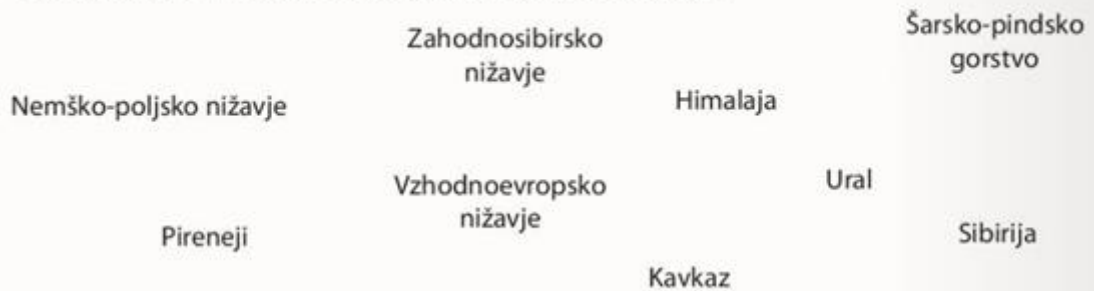 Šarsko-pindsko
gorstvo
Zahodnosibirsko
nižavje
Nemško-poljsko nižavje
Himalaja
Vzhodnoevropsko
nižavje
Ural
Pireneji
Sibirija
Kavkaz